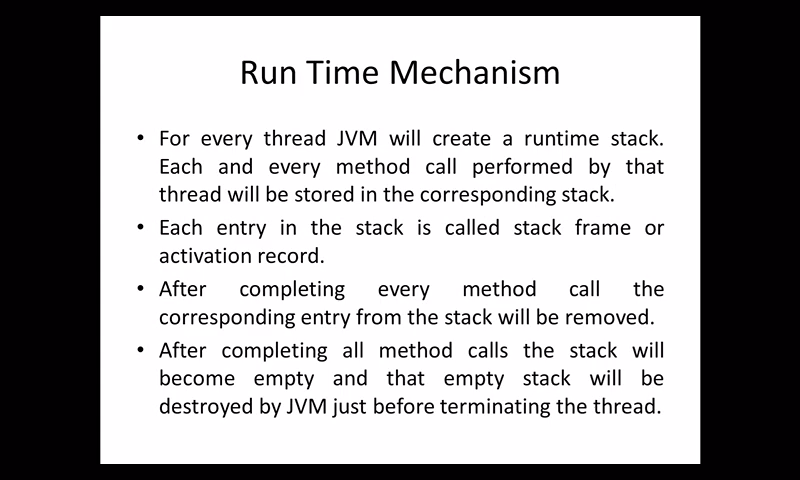 Run Time Mechanism
• For every thread JVM will create a runtime stack.
Each and every method call performed by that
thread will be stored in the corresponding stack.
• Each entry in the stack is called stack frame or
activation record.
• After completing every method call the
corresponding entry from the stack will be removed.
• After completing all method calls the stack will
become empty and that empty stack will be
destroyed by JVM just before terminating the thread.